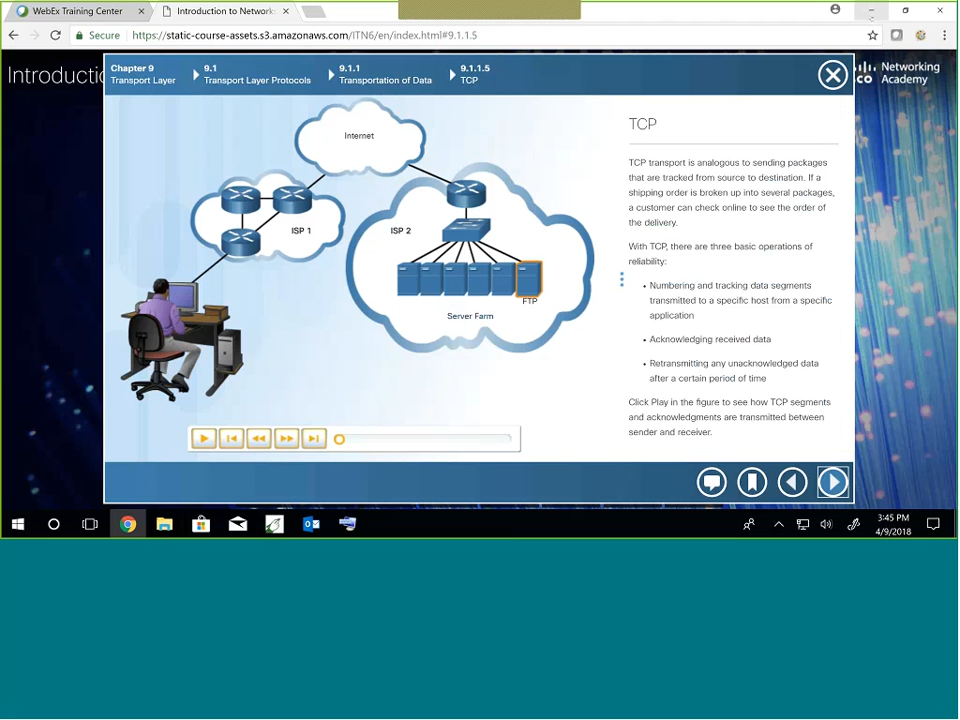 WebEx Training Center
Introduction to Network
Secure
https://static-course-assets.s3.amazonaws.com/ITN6/en/index.html#9.1.1.5
Introductio
Chapter 9
Transport Layer
9.1
Transport Layer Protocols
9.1.1
Transportation of Data
9.1.1.5
TCP
Networking
CO Academy
Internet
ISP 1
ISP 2
FTP
Server Farm
TCP
TCP transport is analogous to sending packages
that are tracked from source to destination. If a
shipping order is broken up into several packages,
a customer can check online to see the order of
the delivery.
With TCP, there are three basic operations of
reliability:
• Numbering and tracking data segments
transmitted to a specific host from a specific
application
• Acknowledging received data
• Retransmitting any unacknowledged data
after a certain period of time
Click Play in the figure to see how TCP segments
and acknowledgments are transmitted between
sender and receiver.
3:45 PM
4/9/2018